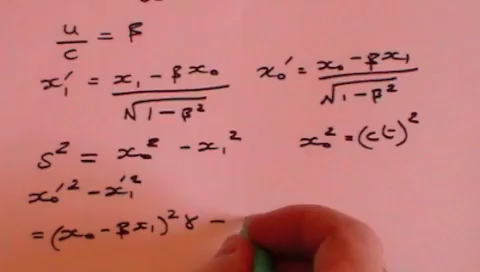 u/c = β
x₁' = (x₁ - βx₀)/√(1-β²)
x₀' = (x₀ - βx₁)/√(1-β²)
x₀² = (ct)²
s² = x₀² - x₁²
x₀'² - x₁'²
= (x₀ - βx₁)² γ -